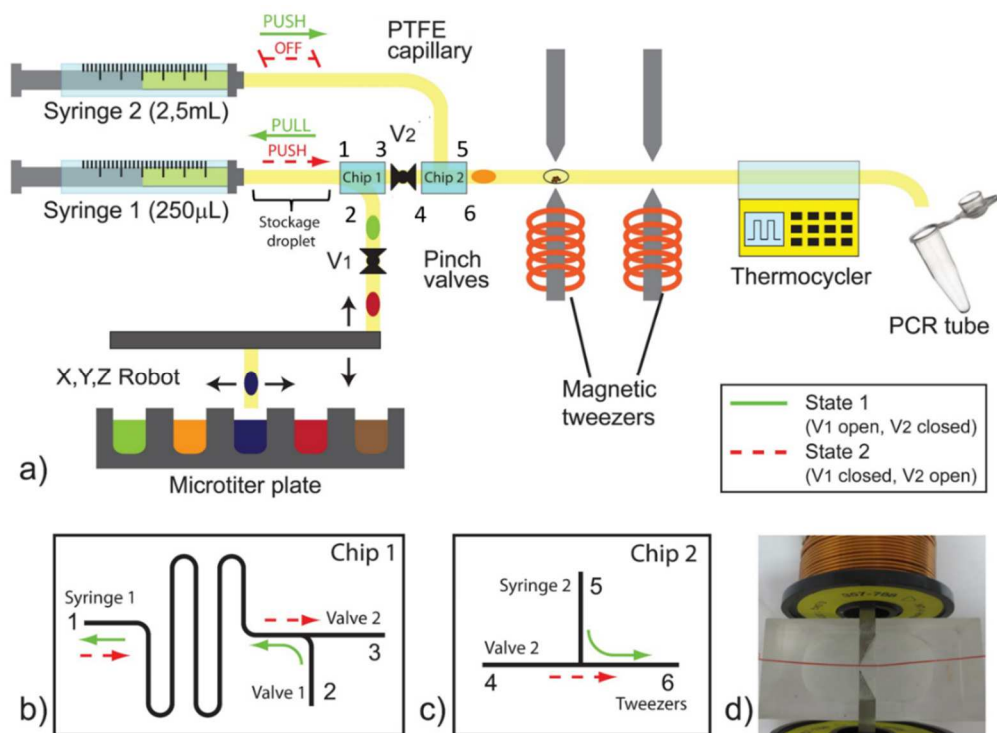 PUSH
OFF
PTFE
capillary
Syringe 2 (2,5mL)
PULL
PUSH
V2
1 3
5
Chip 1
Chip 2
Syringe 1 (250µL)
Stockage
droplet
2
4
6
V1
Pinch valves
Thermocycler
PCR tube
X,Y,Z Robot
Magnetic
tweezers
State 1
(V1 open, V2 closed)
State 2
(V1 closed, V2 open)
a)
Microtiter plate
Chip 1
Syringe 1
1
Valve 2
3
Valve 1
2
b)
Chip 2
Syringe 2
5
Valve 2
4
6
Tweezers
c)
d)